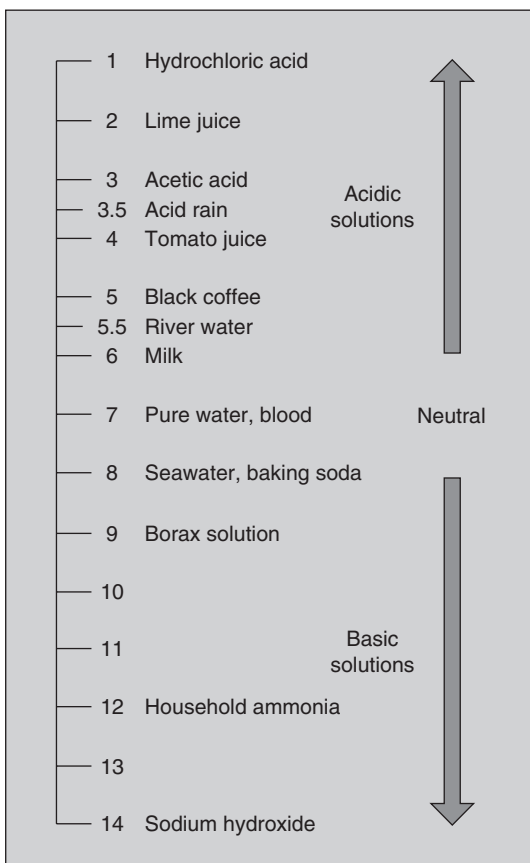 1 Hydrochloric acid
2 Lime juice
3 Acetic acid
3.5 Acid rain
4 Tomato juice
Acidic
solutions
5 Black coffee
5.5 River water
6 Milk
7 Pure water, blood
Neutral
8 Seawater, baking soda
9 Borax solution
10
11
Basic
solutions
12 Household ammonia
13
14 Sodium hydroxide